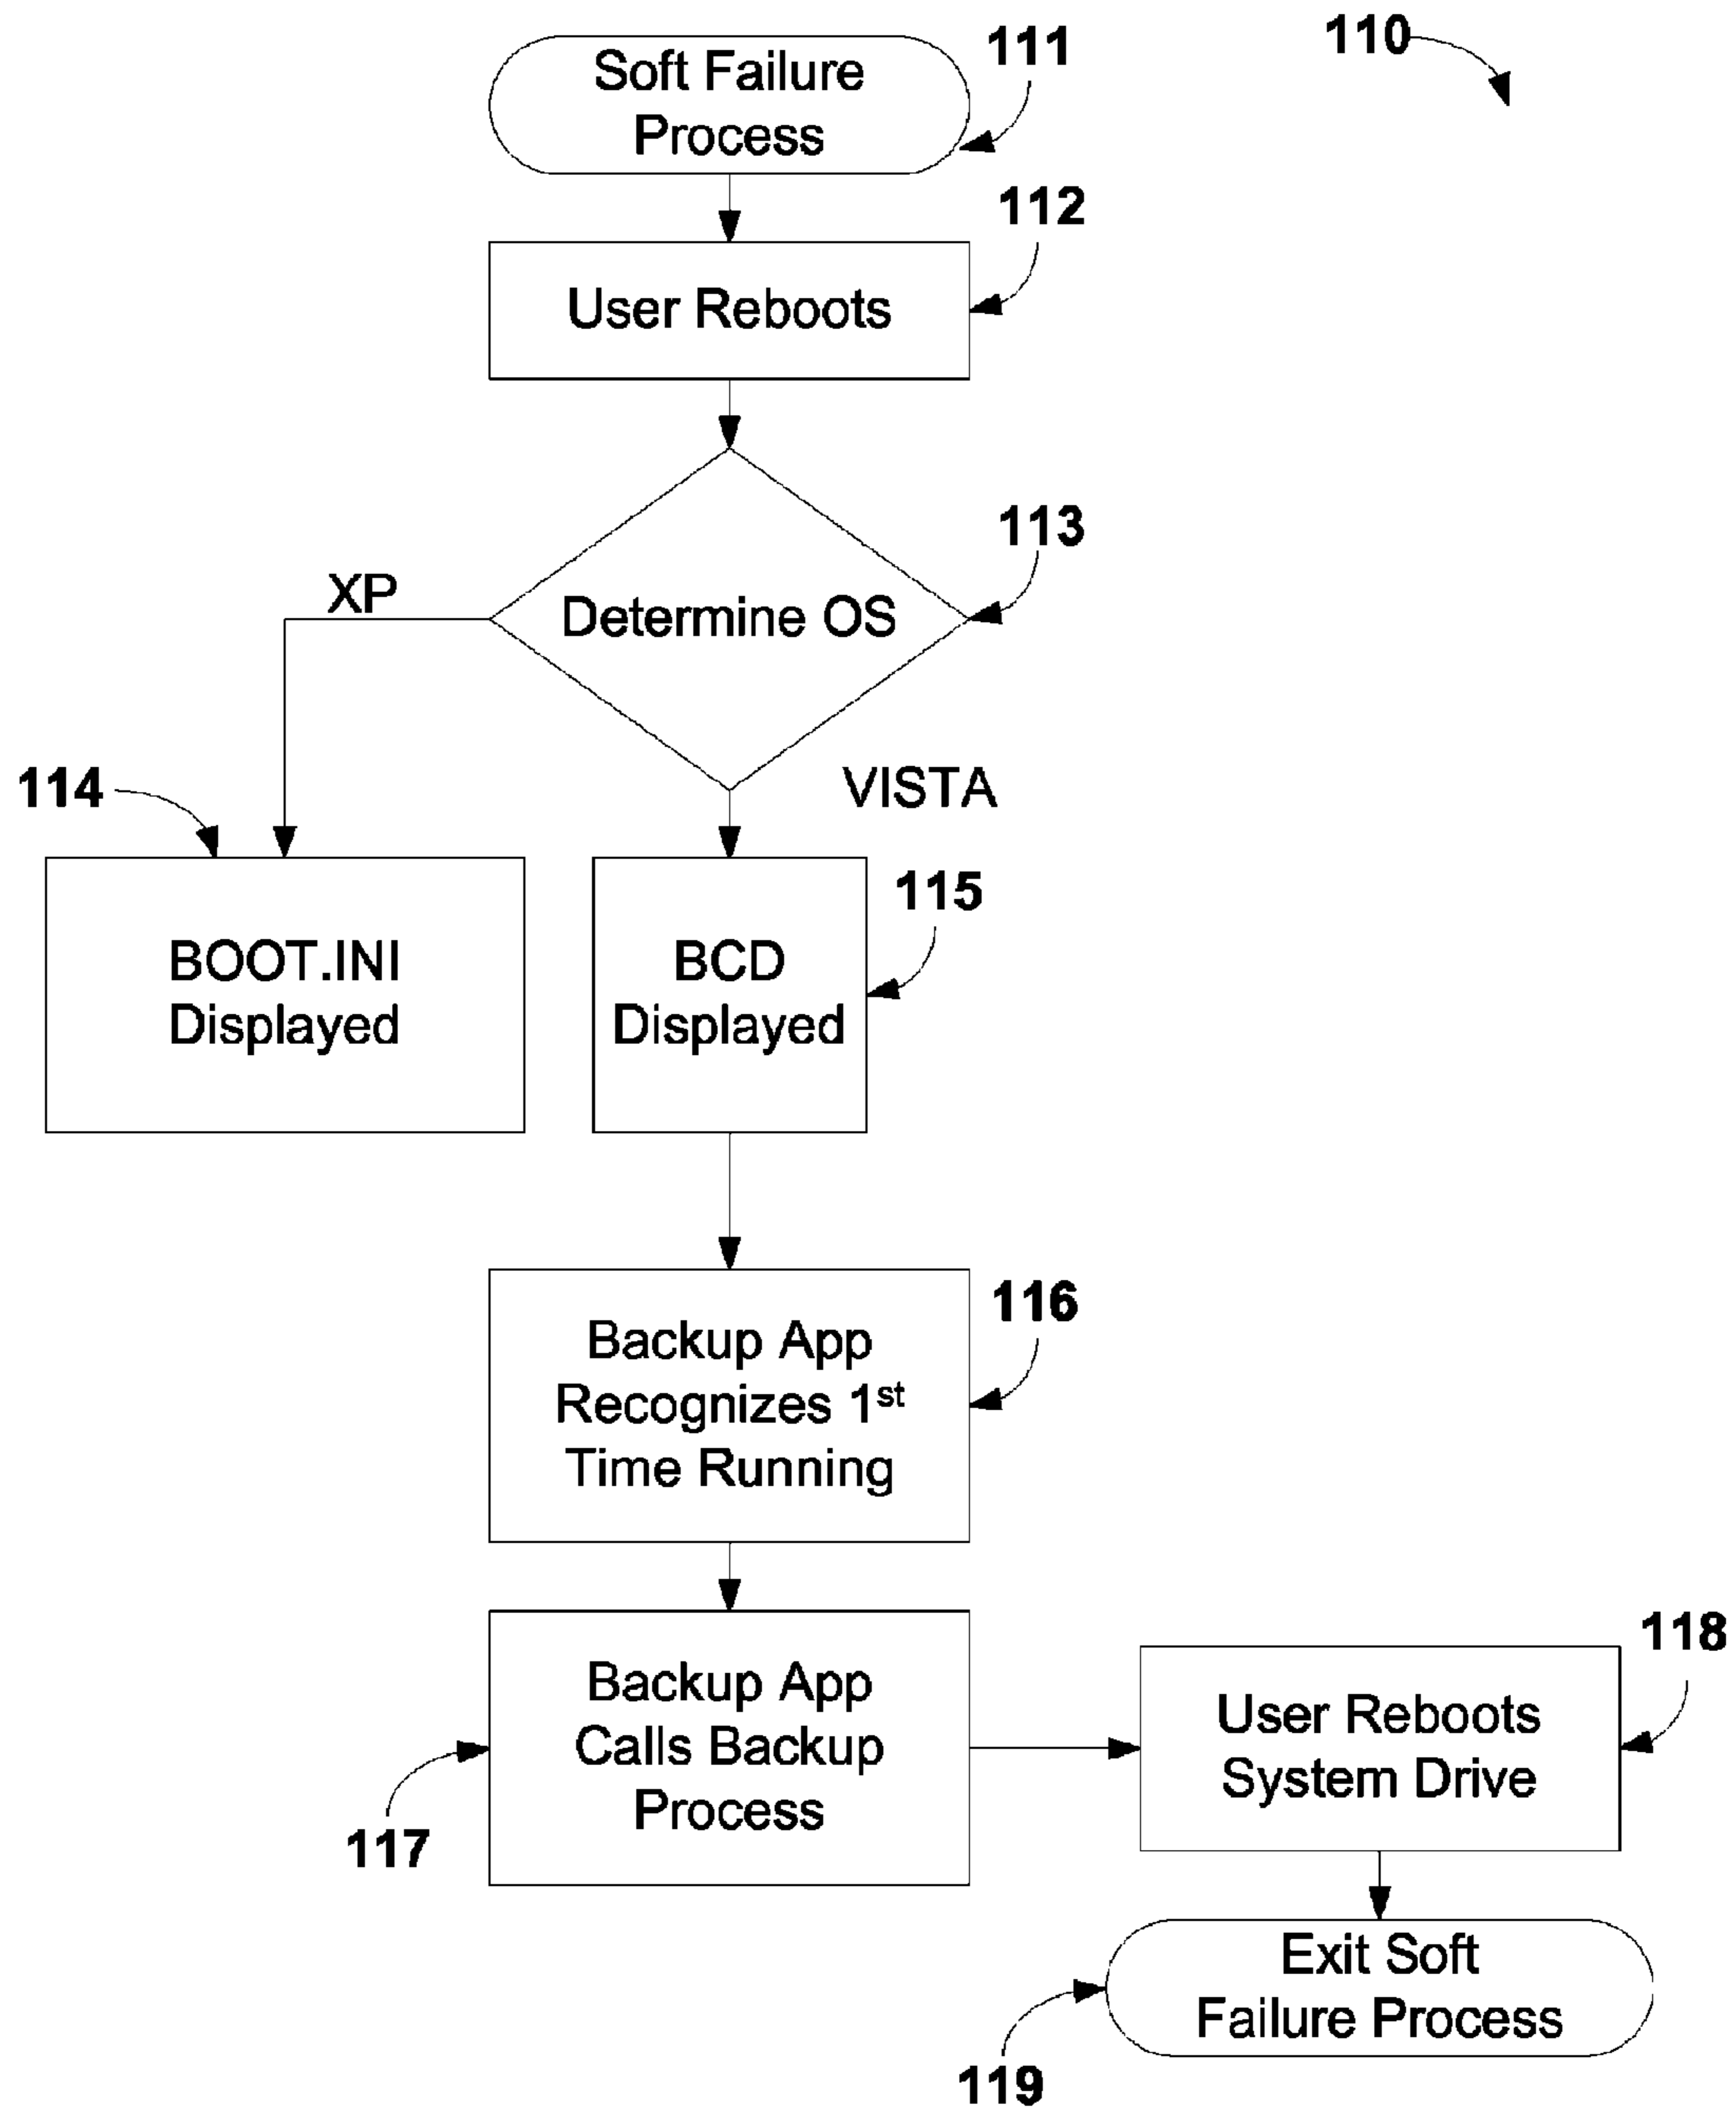 110
111
Soft Failure
Process
112
User Reboots
113
Determine OS
XP
VISTA
114
BOOT.INI
Displayed
115
BCD
Displayed
116
Backup App
Recognizes 1st
Time Running
117
Backup App
Calls Backup
Process
118
User Reboots
System Drive
119
Exit Soft
Failure Process